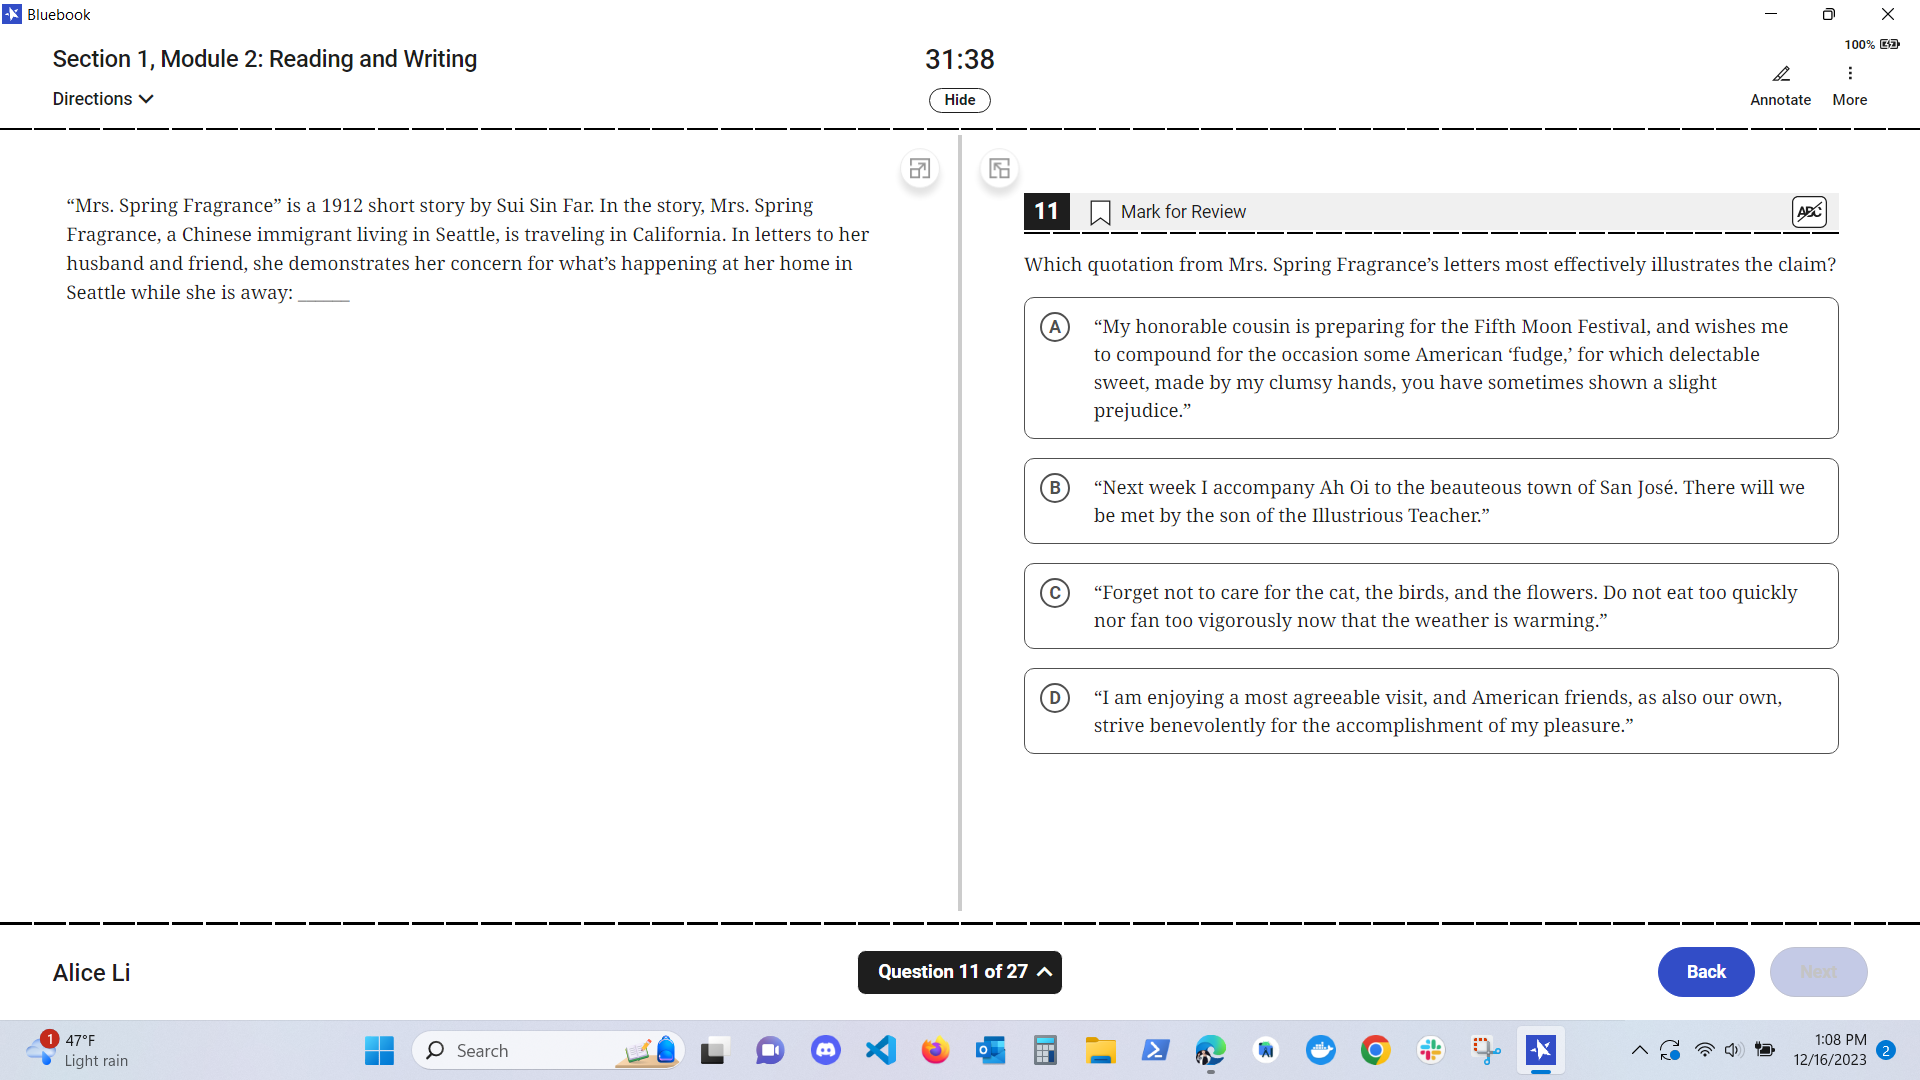 Bluebook
Section 1, Module 2: Reading and Writing
31:38
100%
Directions
Hide
Annotate
More
“Mrs. Spring Fragrance” is a 1912 short story by Sui Sin Far. In the story, Mrs. Spring
Fragrance, a Chinese immigrant living in Seattle, is traveling in California. In letters to her
husband and friend, she demonstrates her concern for what’s happening at her home in
Seattle while she is away: ______
11
Mark for Review
ABC
Which quotation from Mrs. Spring Fragrance’s letters most effectively illustrates the claim?
A
“My honorable cousin is preparing for the Fifth Moon Festival, and wishes me
to compound for the occasion some American ‘fudge,’ for which delectable
sweet, made by my clumsy hands, you have sometimes shown a slight
prejudice.”
B
“Next week I accompany Ah Oi to the beauteous town of San José. There will we
be met by the son of the Illustrious Teacher.”
C
“Forget not to care for the cat, the birds, and the flowers. Do not eat too quickly
nor fan too vigorously now that the weather is warming.”
D
“I am enjoying a most agreeable visit, and American friends, as also our own,
strive benevolently for the accomplishment of my pleasure.”
Alice Li
Question 11 of 27
Back
Next
1
47°F
Light rain
Search
1:08 PM
12/16/2023
2